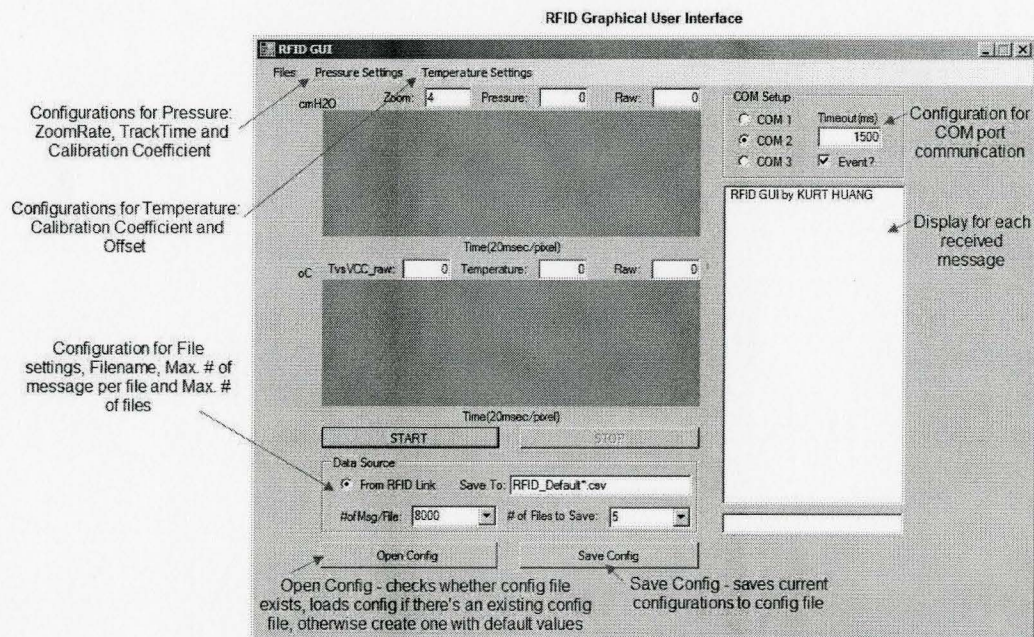 RFID Graphical User Interface
RFID GUI
Files Pressure Settings Temperature Settings
cmH2O Zoom: 4 Pressure: 0 Raw: 0
Time(20msec/pixel)
oC TvsVCC_raw: 0 Temperature: 0 Raw: 0
Time(20msec/pixel)
START STOP
Data Source
From RFID Link Save To: RFID_Default*.csv
#ofMsg/File: 8000 # of Files to Save: 5
Open Config Save Config
COM Setup
COM 1 Timeout(ms)
COM 2 1500
COM 3 Event?
RFID GUI by KURT HUANG
Configurations for Pressure:
ZoomRate, TrackTime and
Calibration Coefficient
Configurations for Temperature:
Calibration Coefficient and
Offset
Configuration for File
settings, Filename, Max. # of
message per file and Max. #
of files
Configuration for
COM port
communication
Display for each
received
message
Open Config - checks whether config file
exists, loads config if there's an existing config
file, otherwise create one with default values
Save Config - saves current
configurations to config file